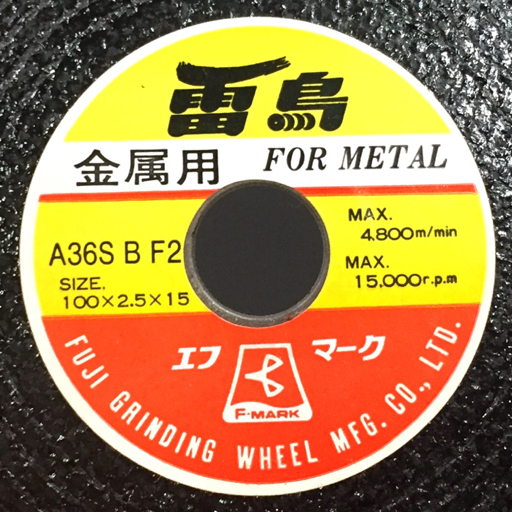 雷鳥
金属用 FOR METAL
A36S B F2
SIZE.
100×2.5×15
MAX.
4,800m/min
MAX.
15,000r.p.m
エフ マーク
F-MARK
FUJI GRINDING WHEEL MFG. CO., LTD.